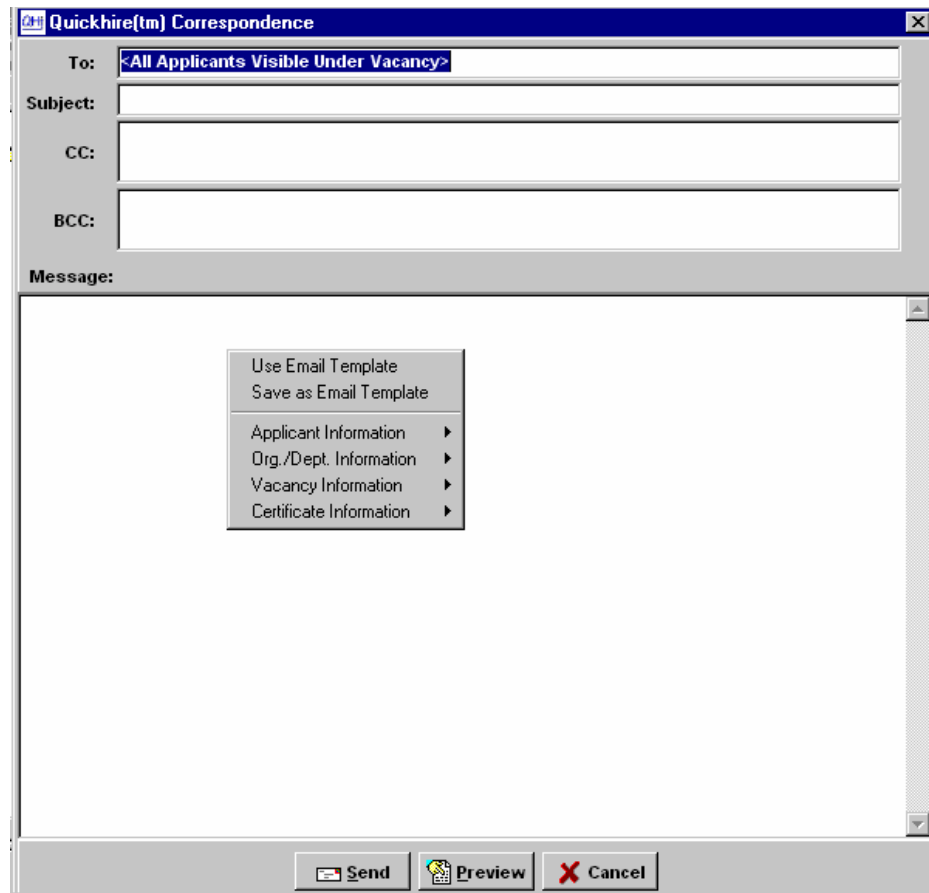 QH Quickhire(tm) Correspondence
To: <All Applicants Visible Under Vacancy>
Subject:
CC:
BCC:
Message:
Use Email Template
Save as Email Template
Applicant Information
Org./Dept. Information
Vacancy Information
Certificate Information
Send Preview Cancel